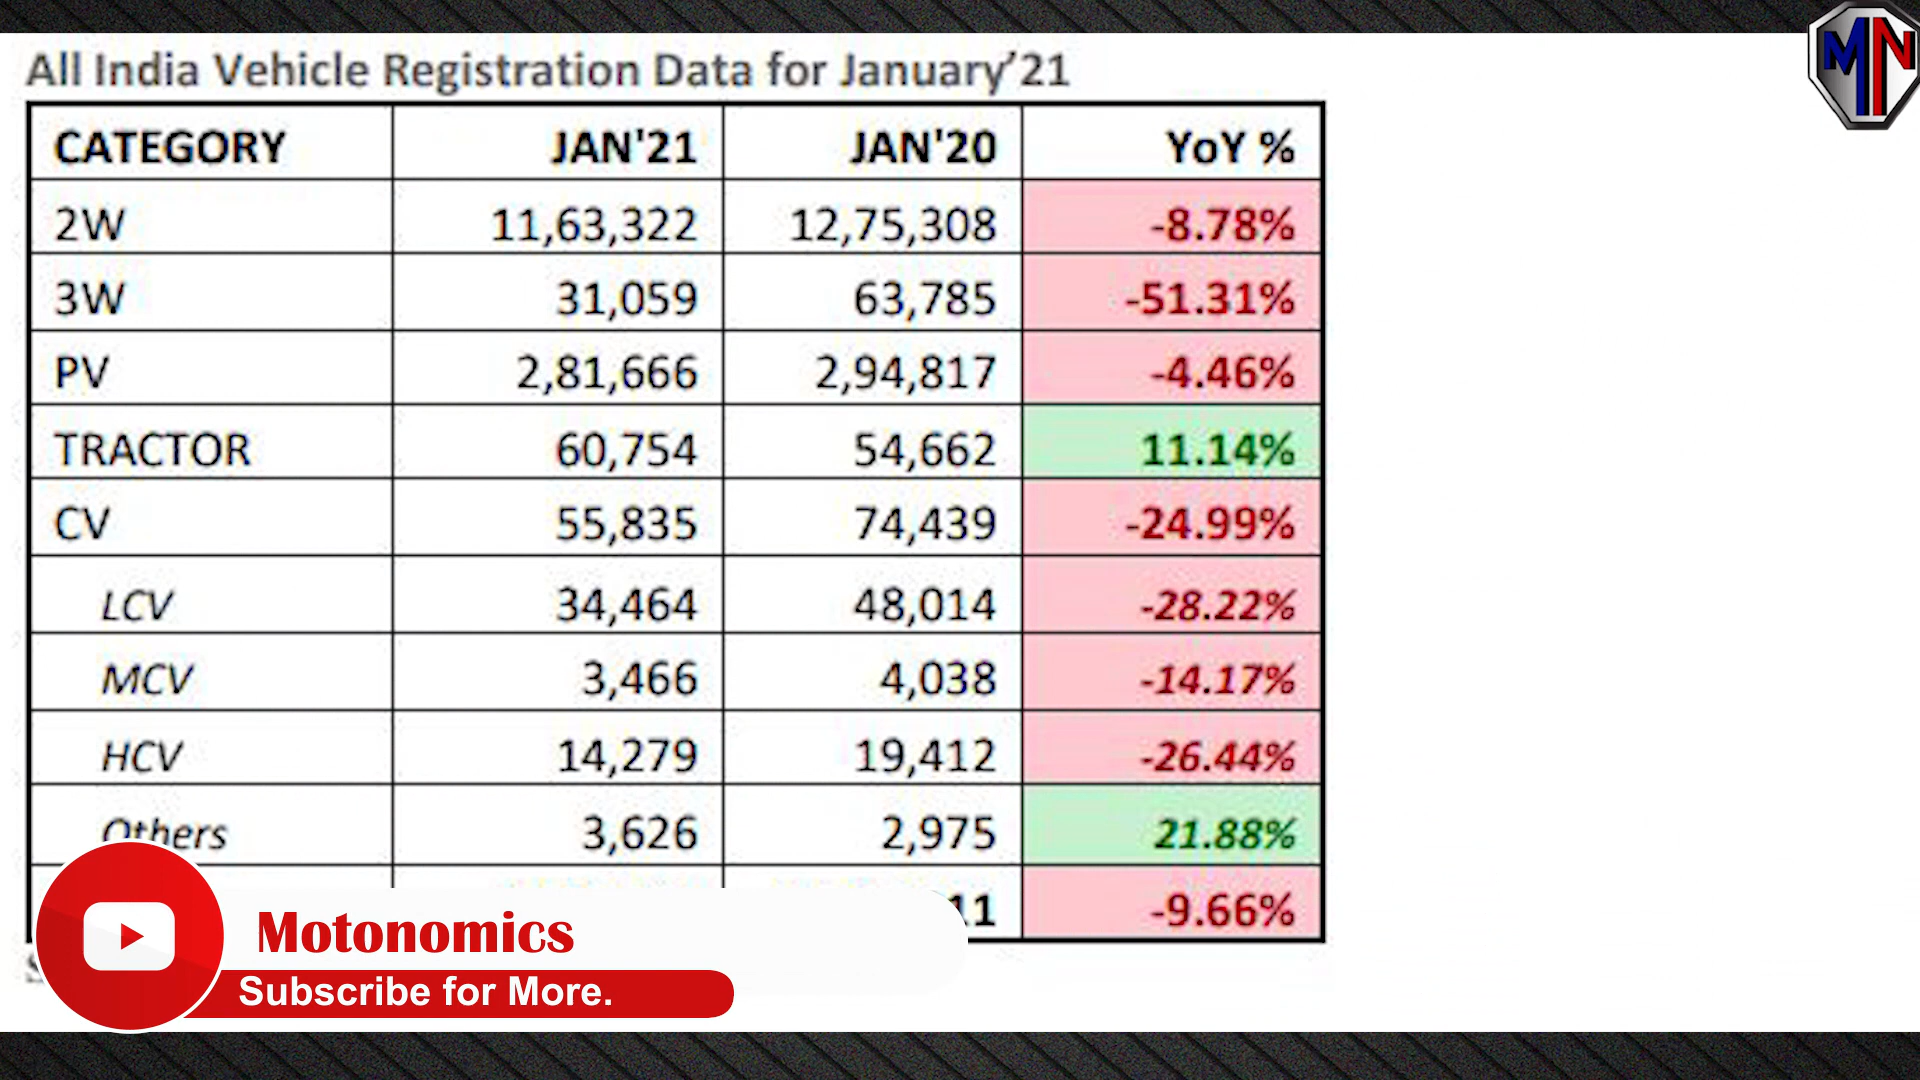 All India Vehicle Registration Data for January'21
CATEGORY JAN'21 JAN'20 YoY %
2W 11,63,322 12,75,308 -8.78%
3W 31,059 63,785 -51.31%
PV 2,81,666 2,94,817 -4.46%
TRACTOR 60,754 54,662 11.14%
CV 55,835 74,439 -24.99%
LCV 34,464 48,014 -28.22%
MCV 3,466 4,038 -14.17%
HCV 14,279 19,412 -26.44%
Others 3,626 2,975 21.88%
11 -9.66%
Motonomics
Subscribe for More.
MN